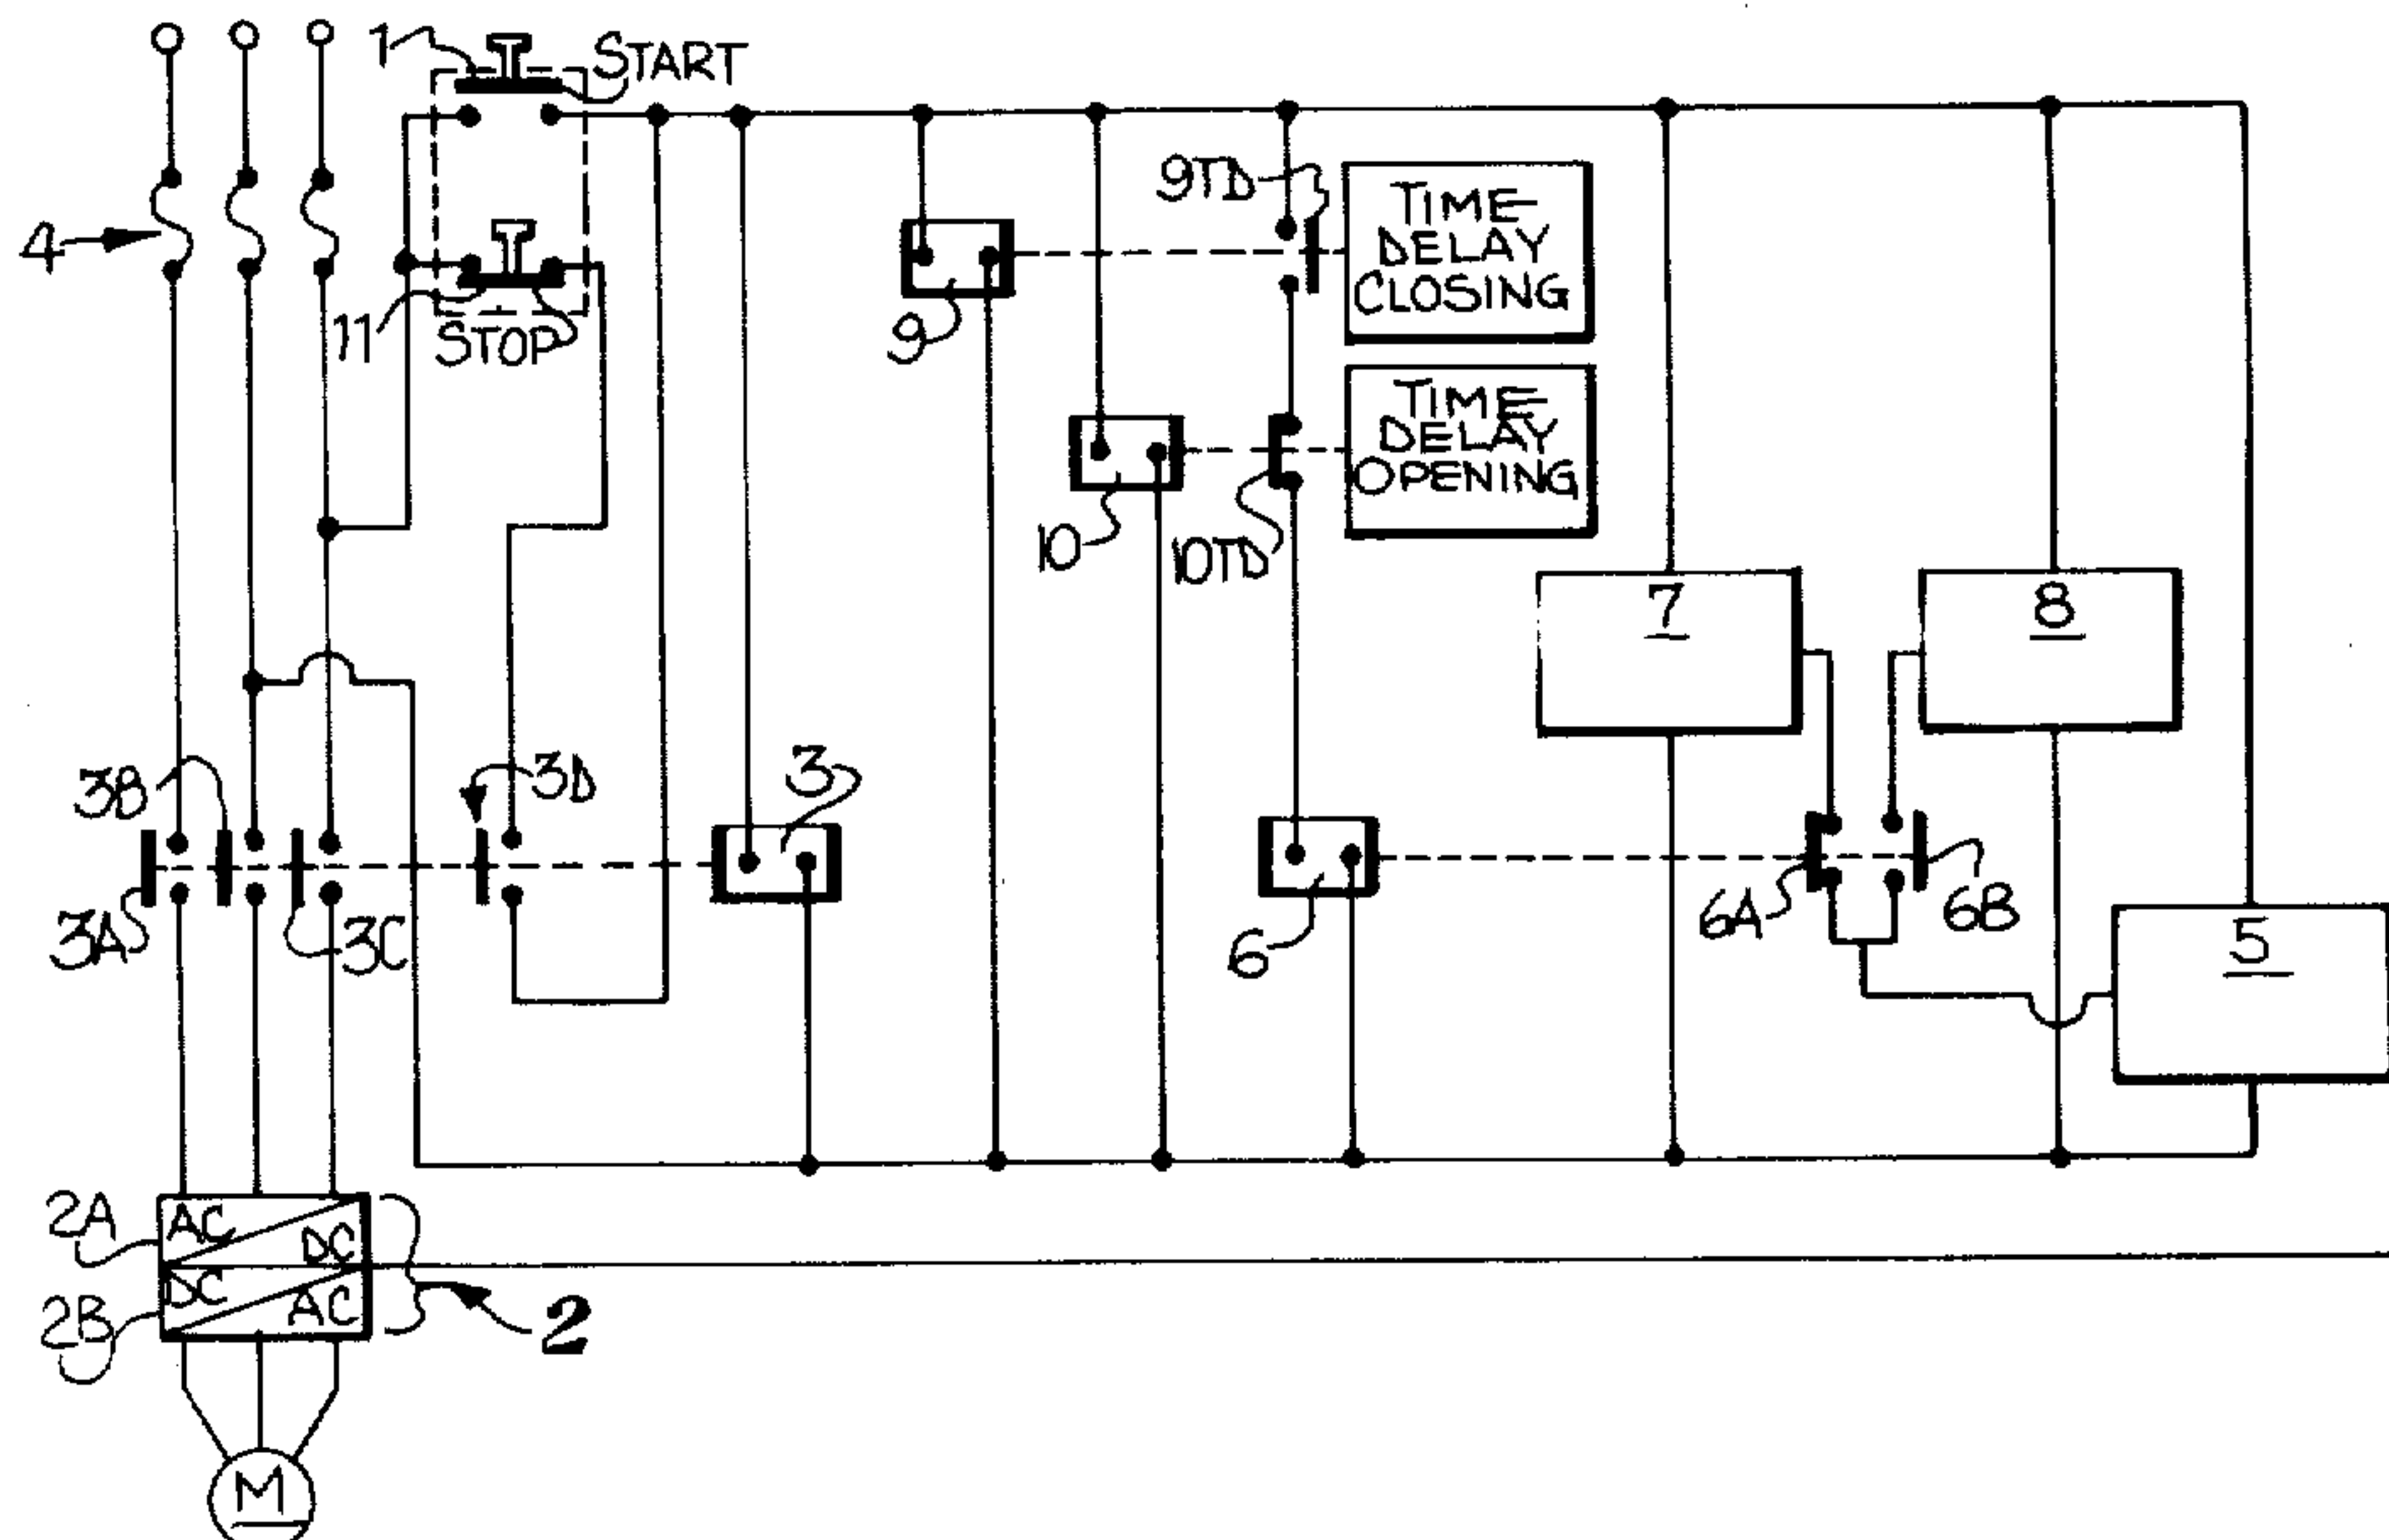 1
START
4
9TD
TIME
DELAY
CLOSING
11
STOP
9
TIME
DELAY
OPENING
10
10TD
7
8
3B
3D
3
3A
3C
6
6A
6B
5
2A
AC
DC
2B
DC
AC
2
M